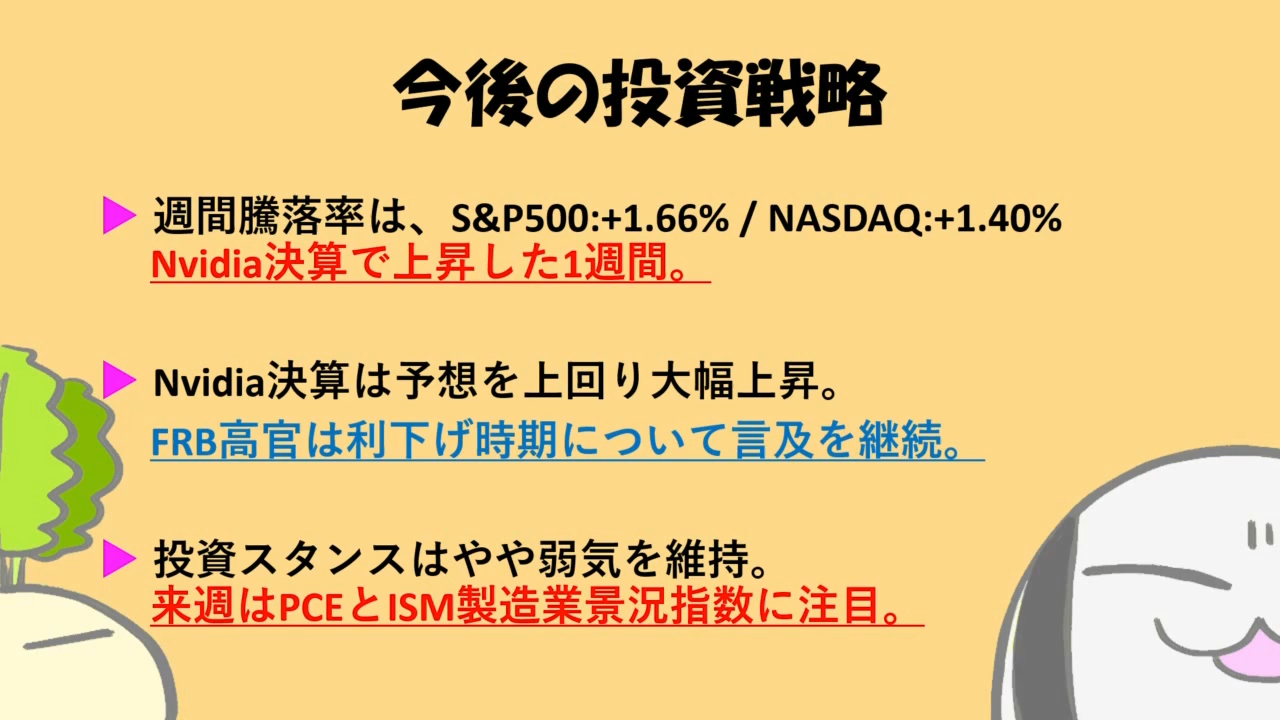 今後の投資戦略
週間騰落率は、S&P500:+1.66% / NASDAQ:+1.40%
Nvidia決算で上昇した1週間。
Nvidia決算は予想を上回り大幅上昇。
FRB高官は利下げ時期について言及を継続。
投資スタンスはやや弱気を維持。
来週はPCEとISM製造業景況指数に注目。